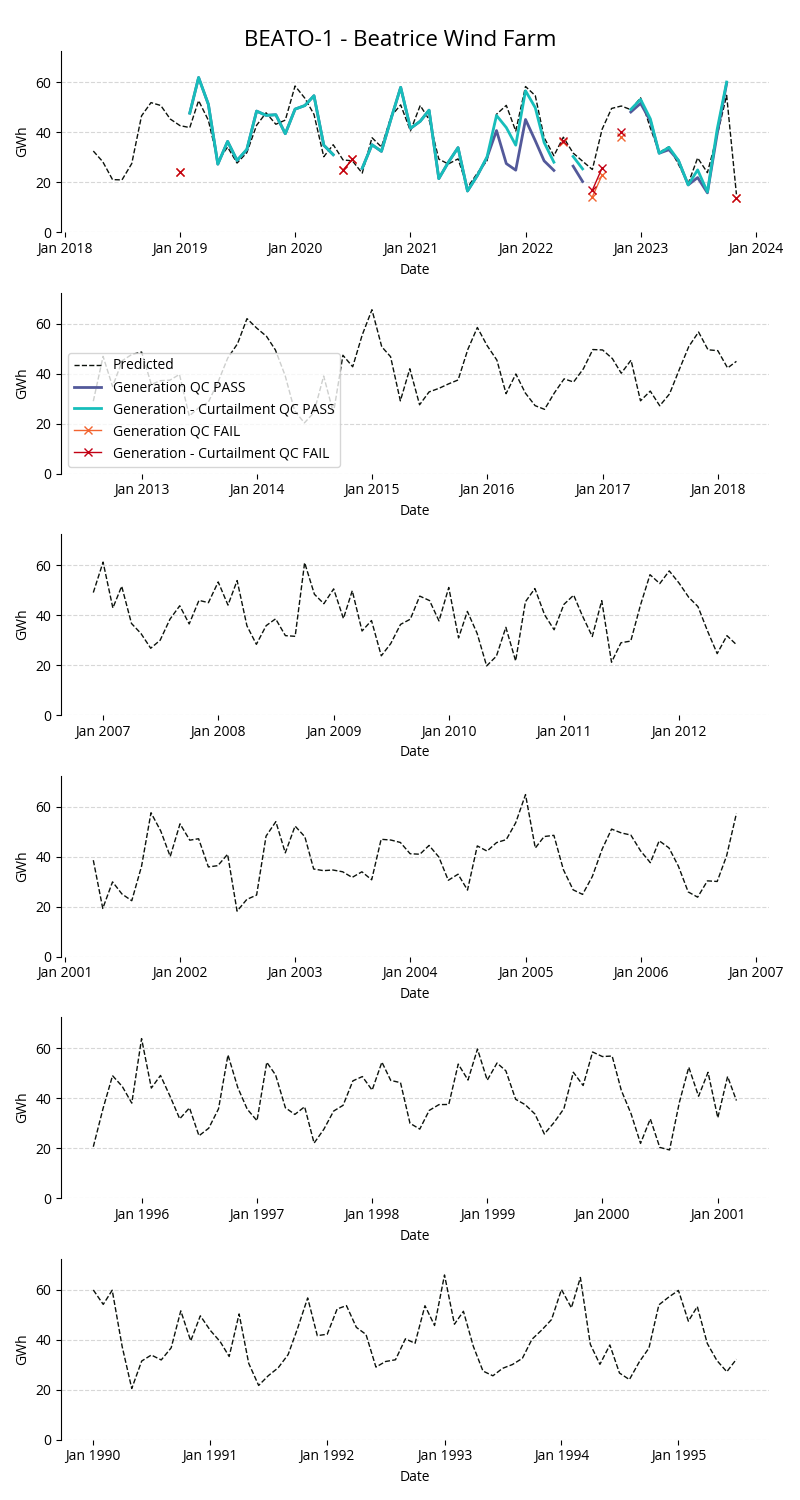 BEATO-1 - Beatrice Wind Farm
60
40
20
0
GWh
Jan 2018 Jan 2019 Jan 2020 Jan 2021 Jan 2022 Jan 2023 Jan 2024
Date
60
40
20
0
GWh
Predicted
Generation QC PASS
Generation - Curtailment QC PASS
Generation QC FAIL
Generation - Curtailment QC FAIL
Jan 2013 Jan 2014 Jan 2015 Jan 2016 Jan 2017 Jan 2018
Date
60
40
20
0
GWh
Jan 2007 Jan 2008 Jan 2009 Jan 2010 Jan 2011 Jan 2012
Date
60
40
20
0
GWh
Jan 2001 Jan 2002 Jan 2003 Jan 2004 Jan 2005 Jan 2006 Jan 2007
Date
60
40
20
0
GWh
Jan 1996 Jan 1997 Jan 1998 Jan 1999 Jan 2000 Jan 2001
Date
60
40
20
0
GWh
Jan 1990 Jan 1991 Jan 1992 Jan 1993 Jan 1994 Jan 1995
Date